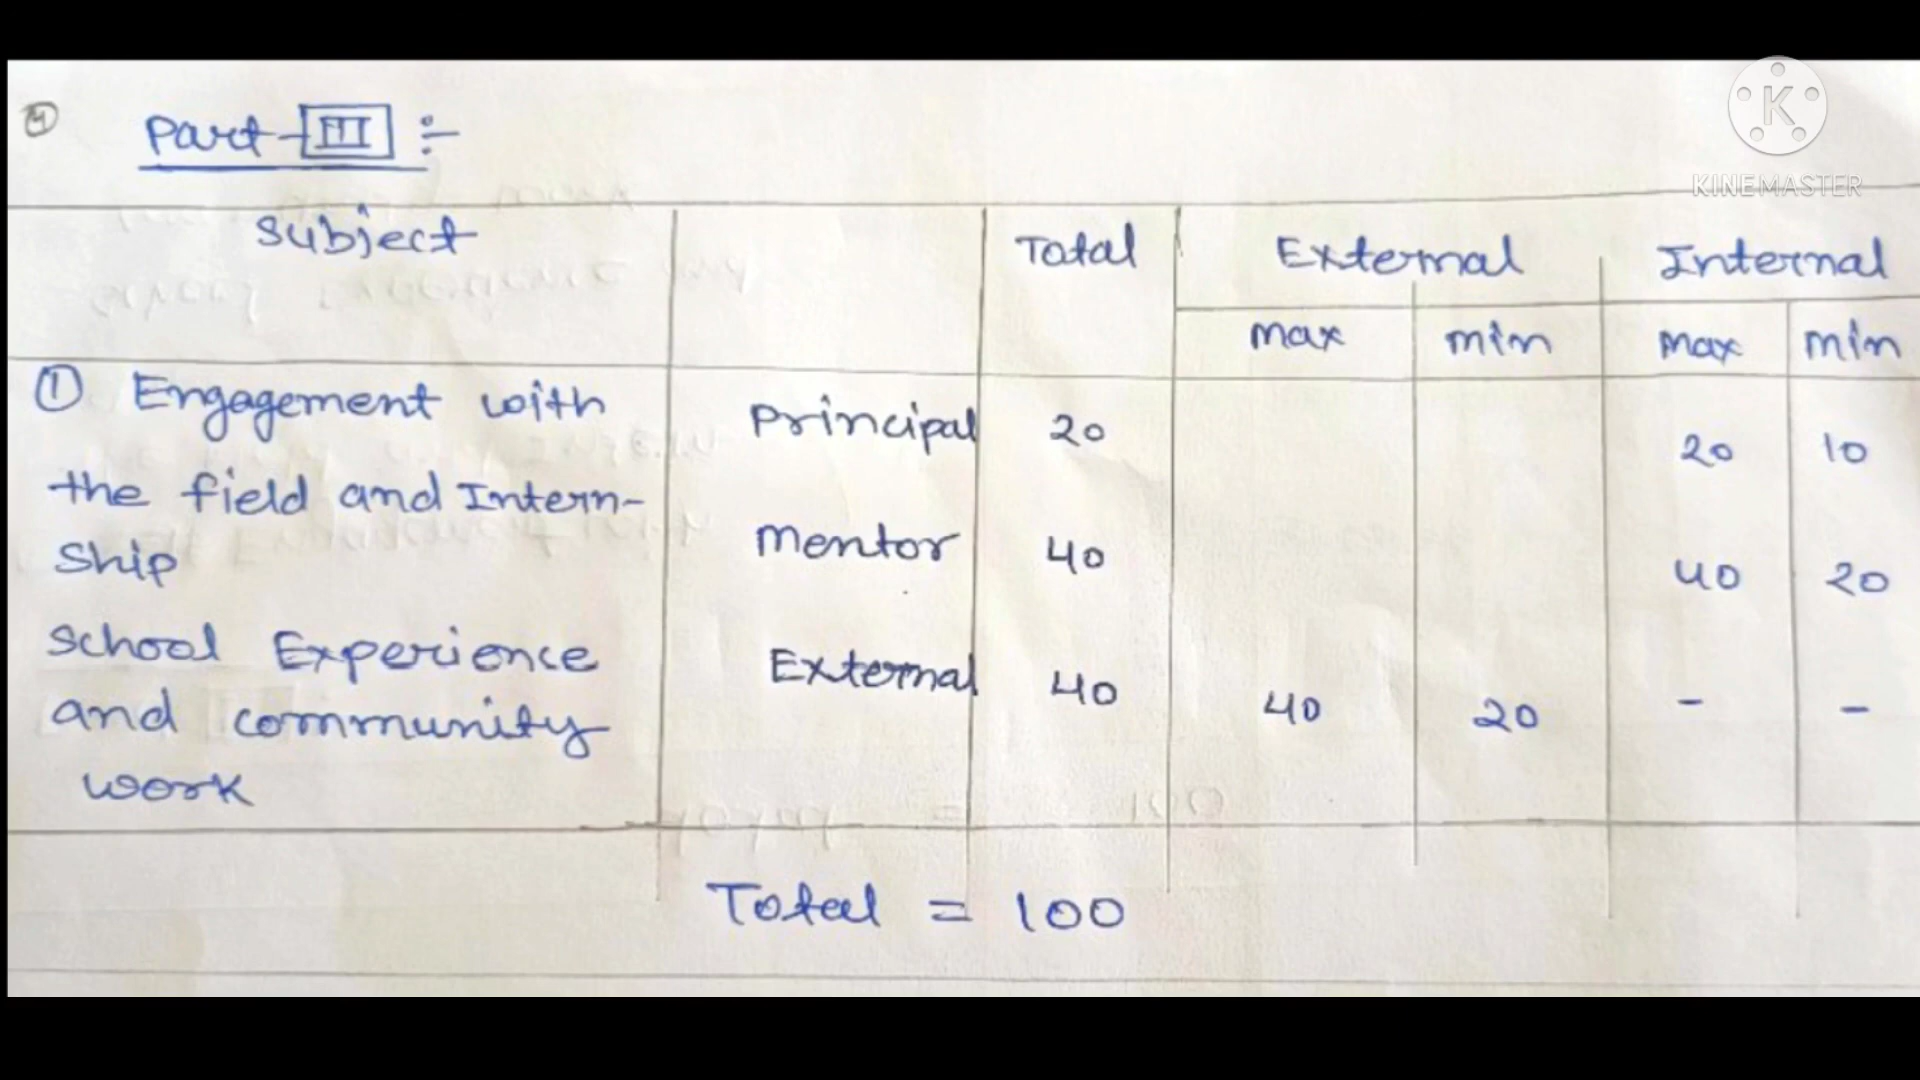 4
Part-III :-
KINEMASTER
Subject Total External Internal
max min max min
① Engagement with Principal 20 20 10
the field and Intern-
Ship Mentor 40 40 20
School Experience External 40 40 20 - -
and community
work
Total = 100